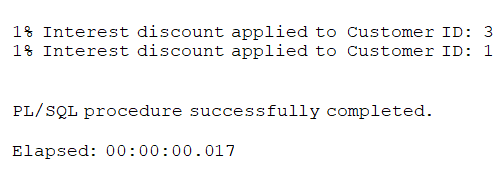 1% Interest discount applied to Customer ID: 3
1% Interest discount applied to Customer ID: 1
PL/SQL procedure successfully completed.
Elapsed: 00:00:00.017